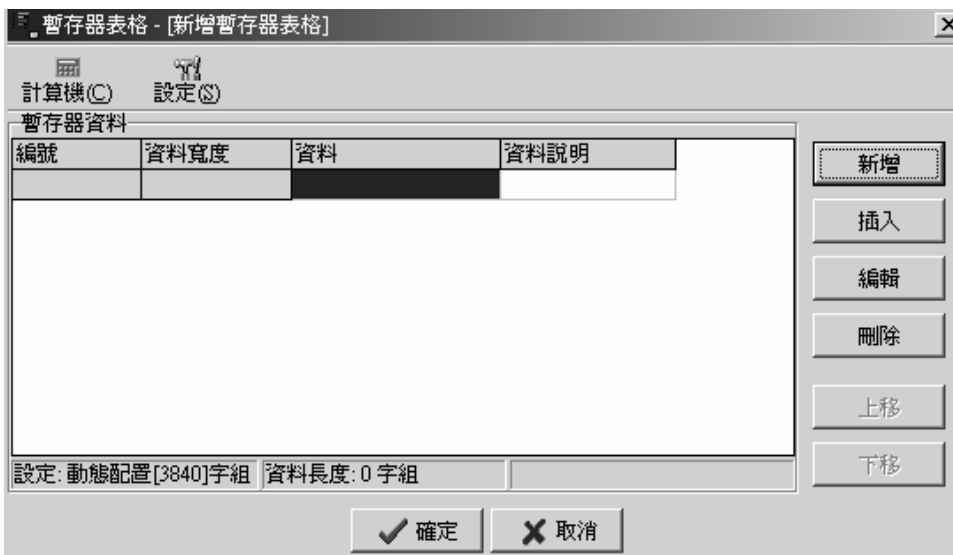 暫存器表格 - [新增暫存器表格]
計算機(C) 設定(S)
暫存器資料
編號 資料寬度 資料 資料說明
新增
插入
編輯
刪除
上移
下移
設定: 動態配置[3840]字組 資料長度: 0 字組
確定 取消